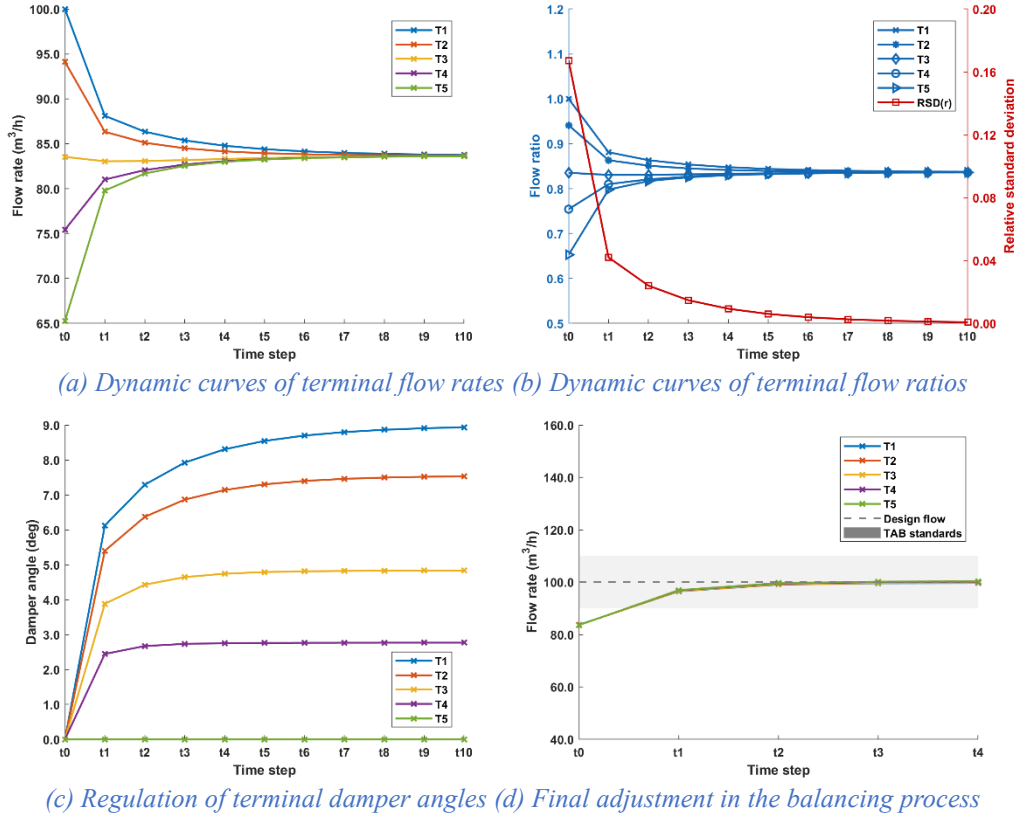 100.0
95.0
90.0
85.0
80.0
75.0
70.0
65.0
Flow rate (m³/h)
T1
T2
T3
T4
T5
t0 t1 t2 t3 t4 t5 t6 t7 t8 t9 t10
Time step
1.2
1.1
1.0
0.9
0.8
0.7
0.6
0.5
Flow ratio
T1
T2
T3
T4
T5
RSD(r)
0.20
0.16
0.12
0.08
0.04
0.00
Relative standard deviation
t0 t1 t2 t3 t4 t5 t6 t7 t8 t9 t10
Time step
(a) Dynamic curves of terminal flow rates (b) Dynamic curves of terminal flow ratios
9.0
8.0
7.0
6.0
5.0
4.0
3.0
2.0
1.0
0.0
Damper angle (deg)
T1
T2
T3
T4
T5
t0 t1 t2 t3 t4 t5 t6 t7 t8 t9 t10
Time step
160.0
140.0
120.0
100.0
80.0
60.0
40.0
Flow rate (m³/h)
T1
T2
T3
T4
T5
Design flow
TAB standards
t0 t1 t2 t3 t4
Time step
(c) Regulation of terminal damper angles (d) Final adjustment in the balancing process